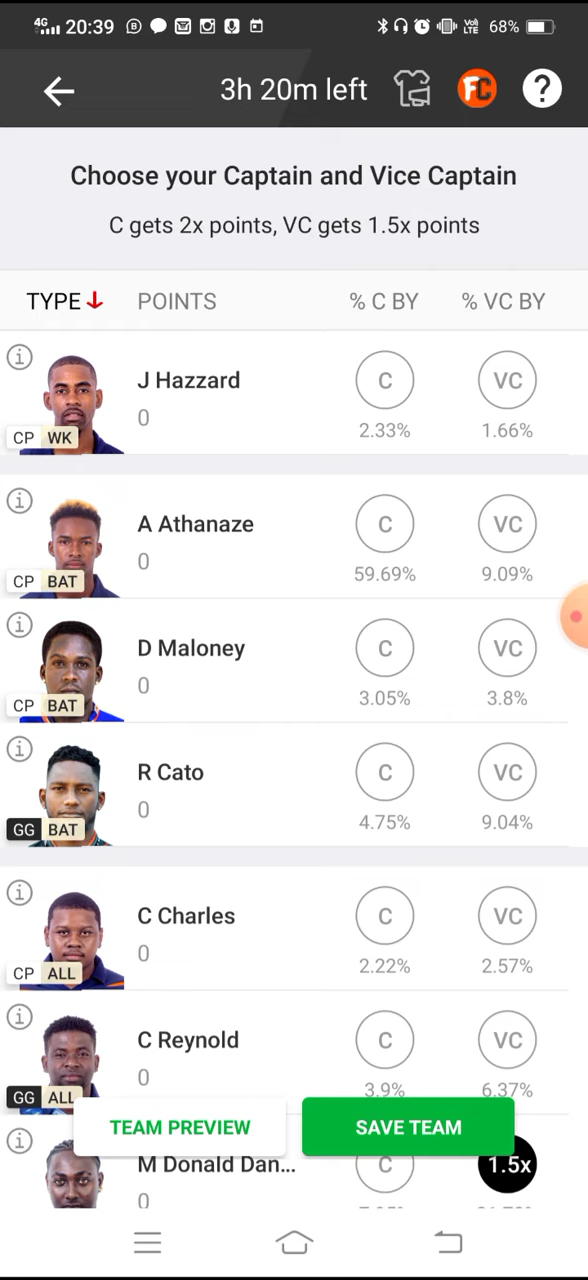 4G 20:39 68%
3h 20m left FC ?
Choose your Captain and Vice Captain
C gets 2x points, VC gets 1.5x points
TYPE POINTS % C BY % VC BY
J Hazzard C VC
0 2.33% 1.66%
CP WK
A Athanaze C VC
0 59.69% 9.09%
CP BAT
D Maloney C VC
0 3.05% 3.8%
CP BAT
R Cato C VC
0 4.75% 9.04%
GG BAT
C Charles C VC
0 2.22% 2.57%
CP ALL
C Reynold C VC
0 3.9% 6.37%
GG ALL
TEAM PREVIEW SAVE TEAM
M Donald Dan... C 1.5x
0